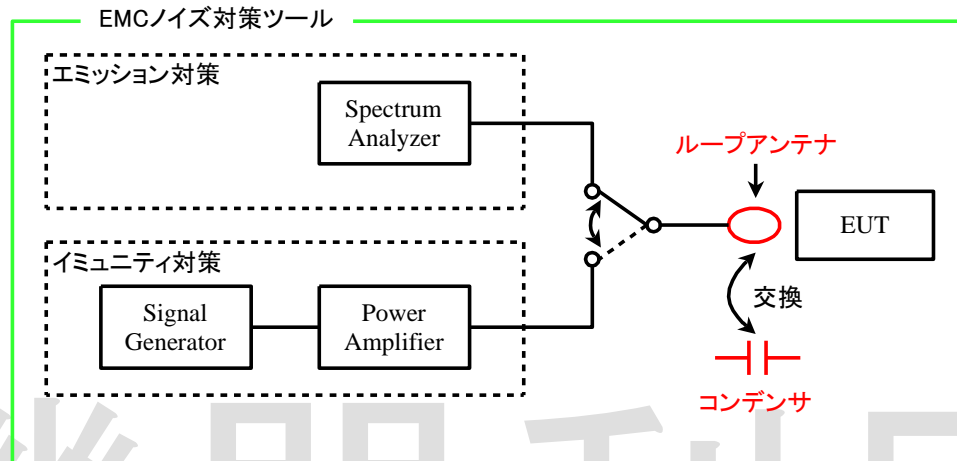 EMCノイズ対策ツール
エミッション対策
Spectrum
Analyzer
ループアンテナ
EUT
イミュニティ対策
Signal
Generator
Power
Amplifier
交換
コンデンサ